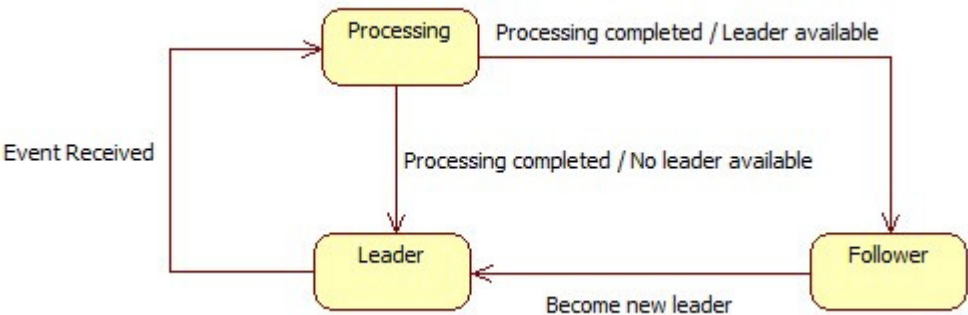 Processing
Processing completed / Leader available
Event Received
Processing completed / No leader available
Leader
Follower
Become new leader